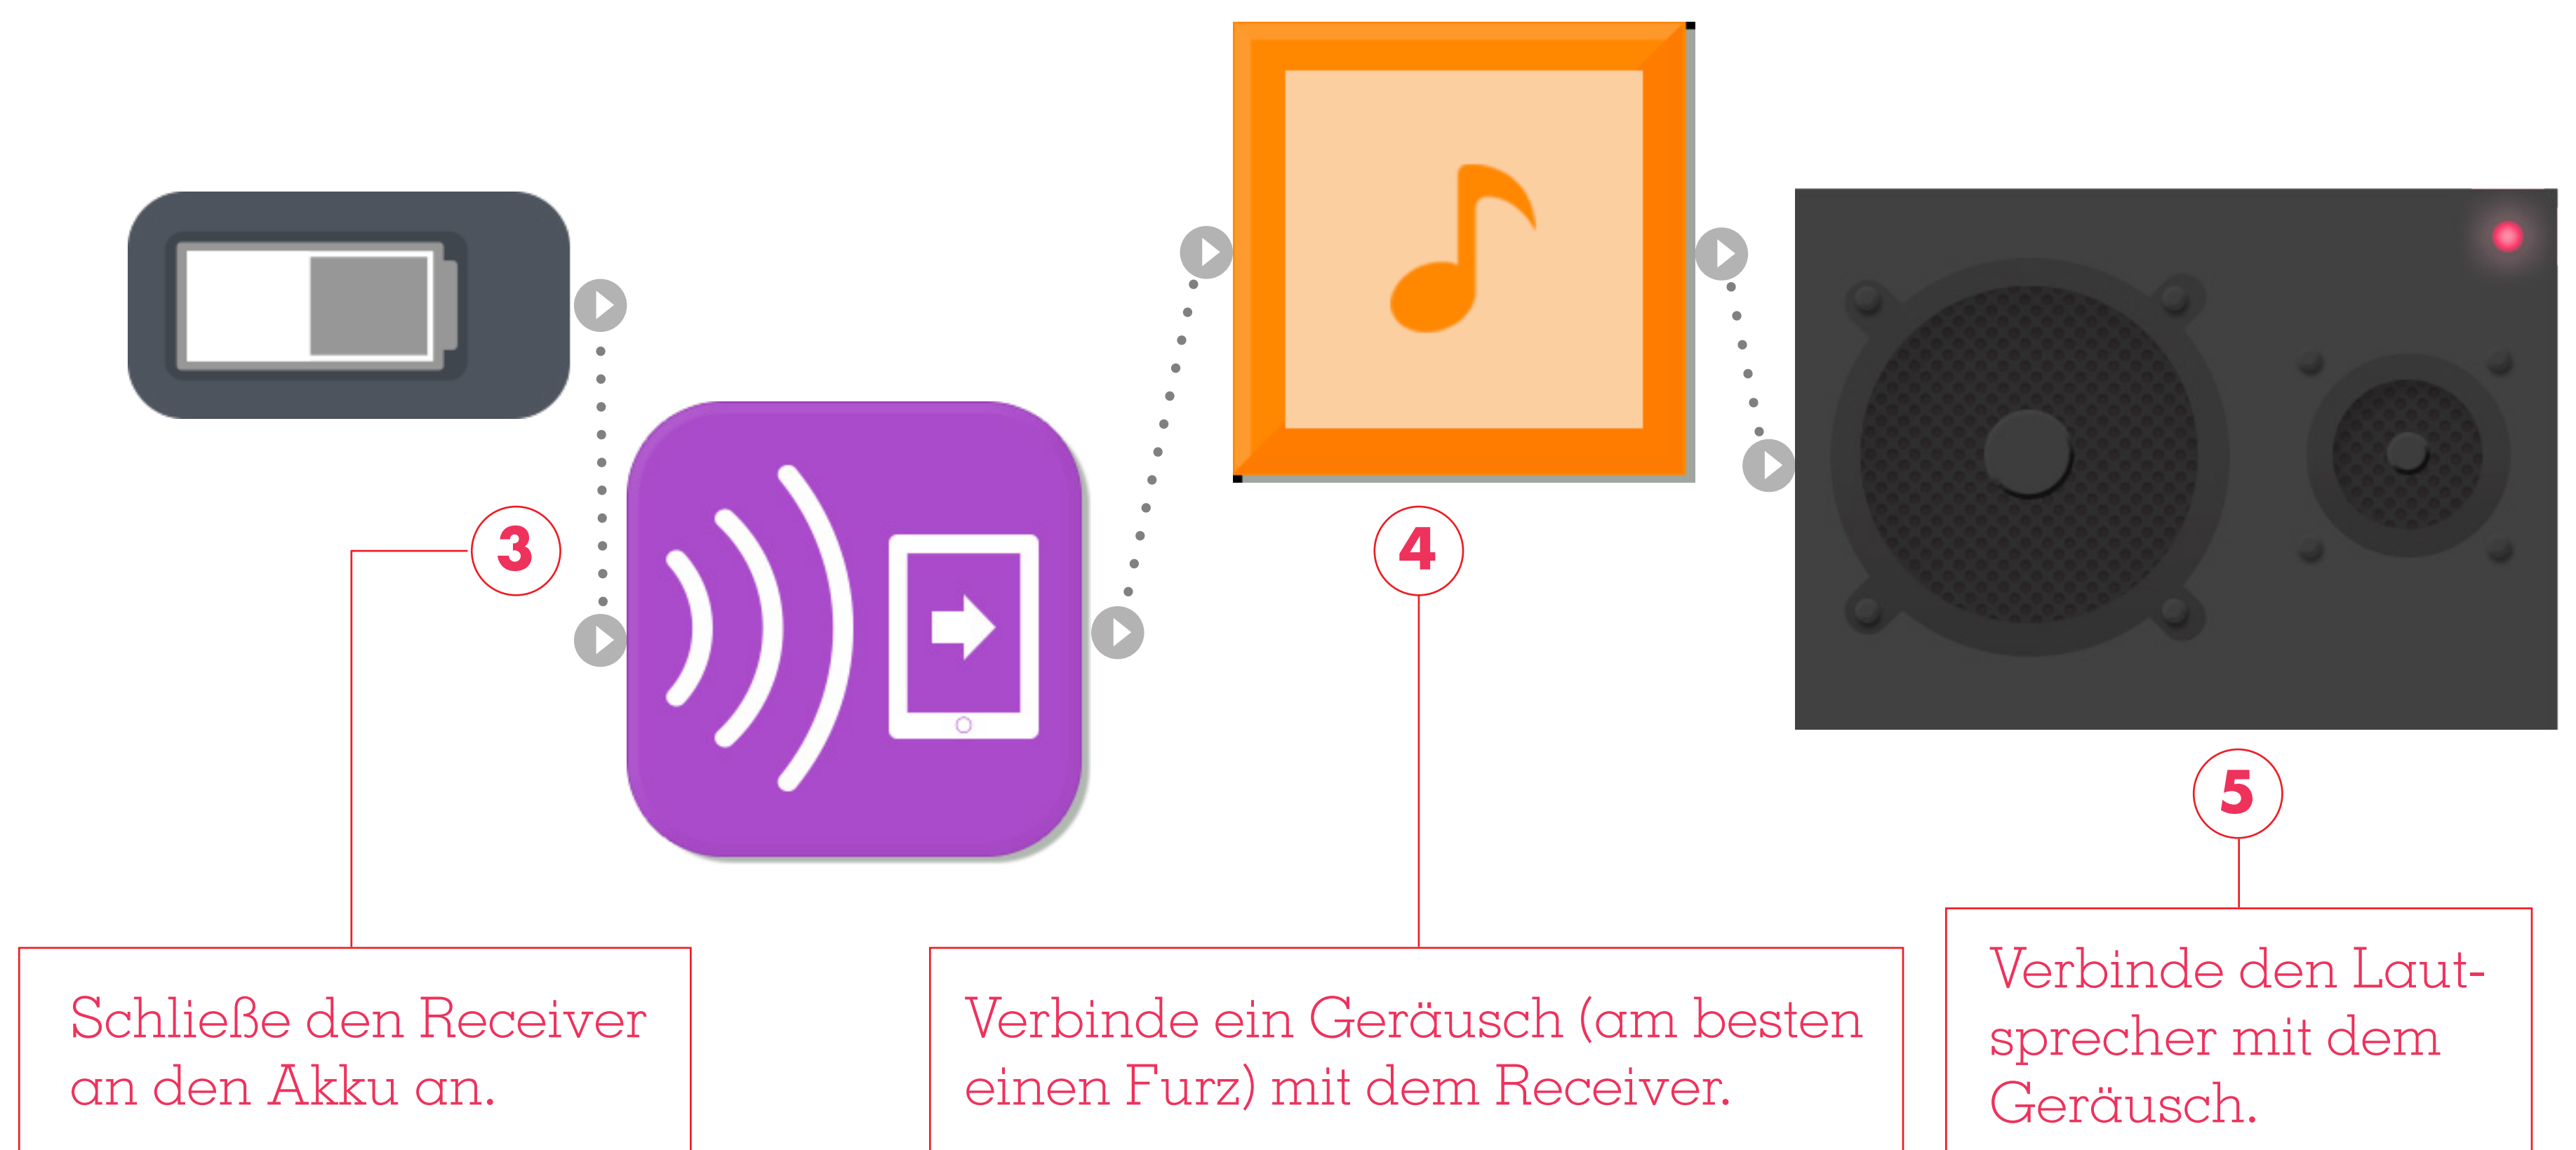 3
4
5
Schließe den Receiver
an den Akku an.
Verbinde ein Geräusch (am besten
einen Furz) mit dem Receiver.
Verbinde den Laut-
sprecher mit dem
Geräusch.